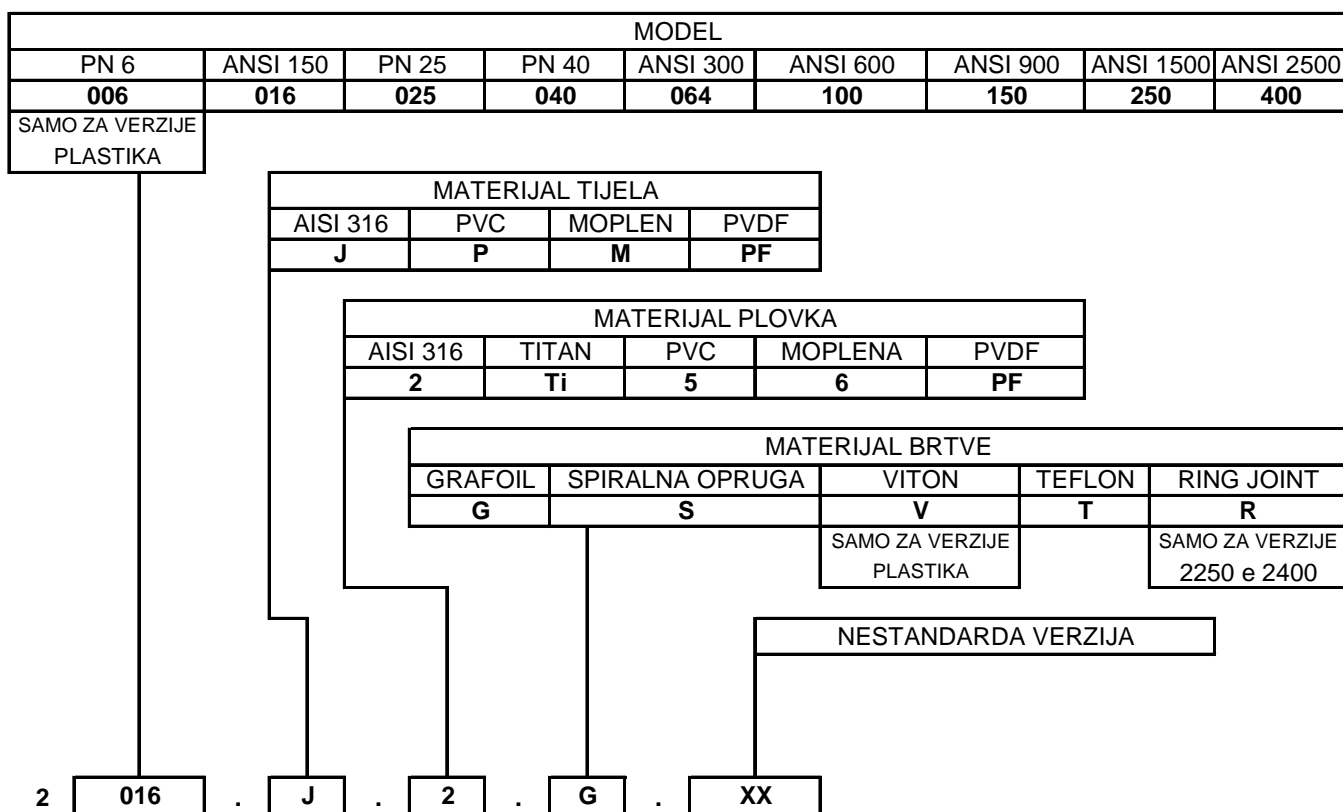 MODEL
PN 6 ANSI 150 PN 25 PN 40 ANSI 300 ANSI 600 ANSI 900 ANSI 1500 ANSI 2500
006 016 025 040 064 100 150 250 400
SAMO ZA VERZIJE
PLASTIKA
MATERIJAL TIJELA
AISI 316 PVC MOPLEN PVDF
J P M PF
MATERIJAL PLOVKA
AISI 316 TITAN PVC MOPLENA PVDF
2 Ti 5 6 PF
MATERIJAL BRTVE
GRAFOIL SPIRALNA OPRUGA VITON TEFLON RING JOINT
G S V T R
SAMO ZA VERZIJE SAMO ZA VERZIJE
PLASTIKA 2250 e 2400
NESTANDARDA VERZIJA
2 016 . J . 2 . G . XX